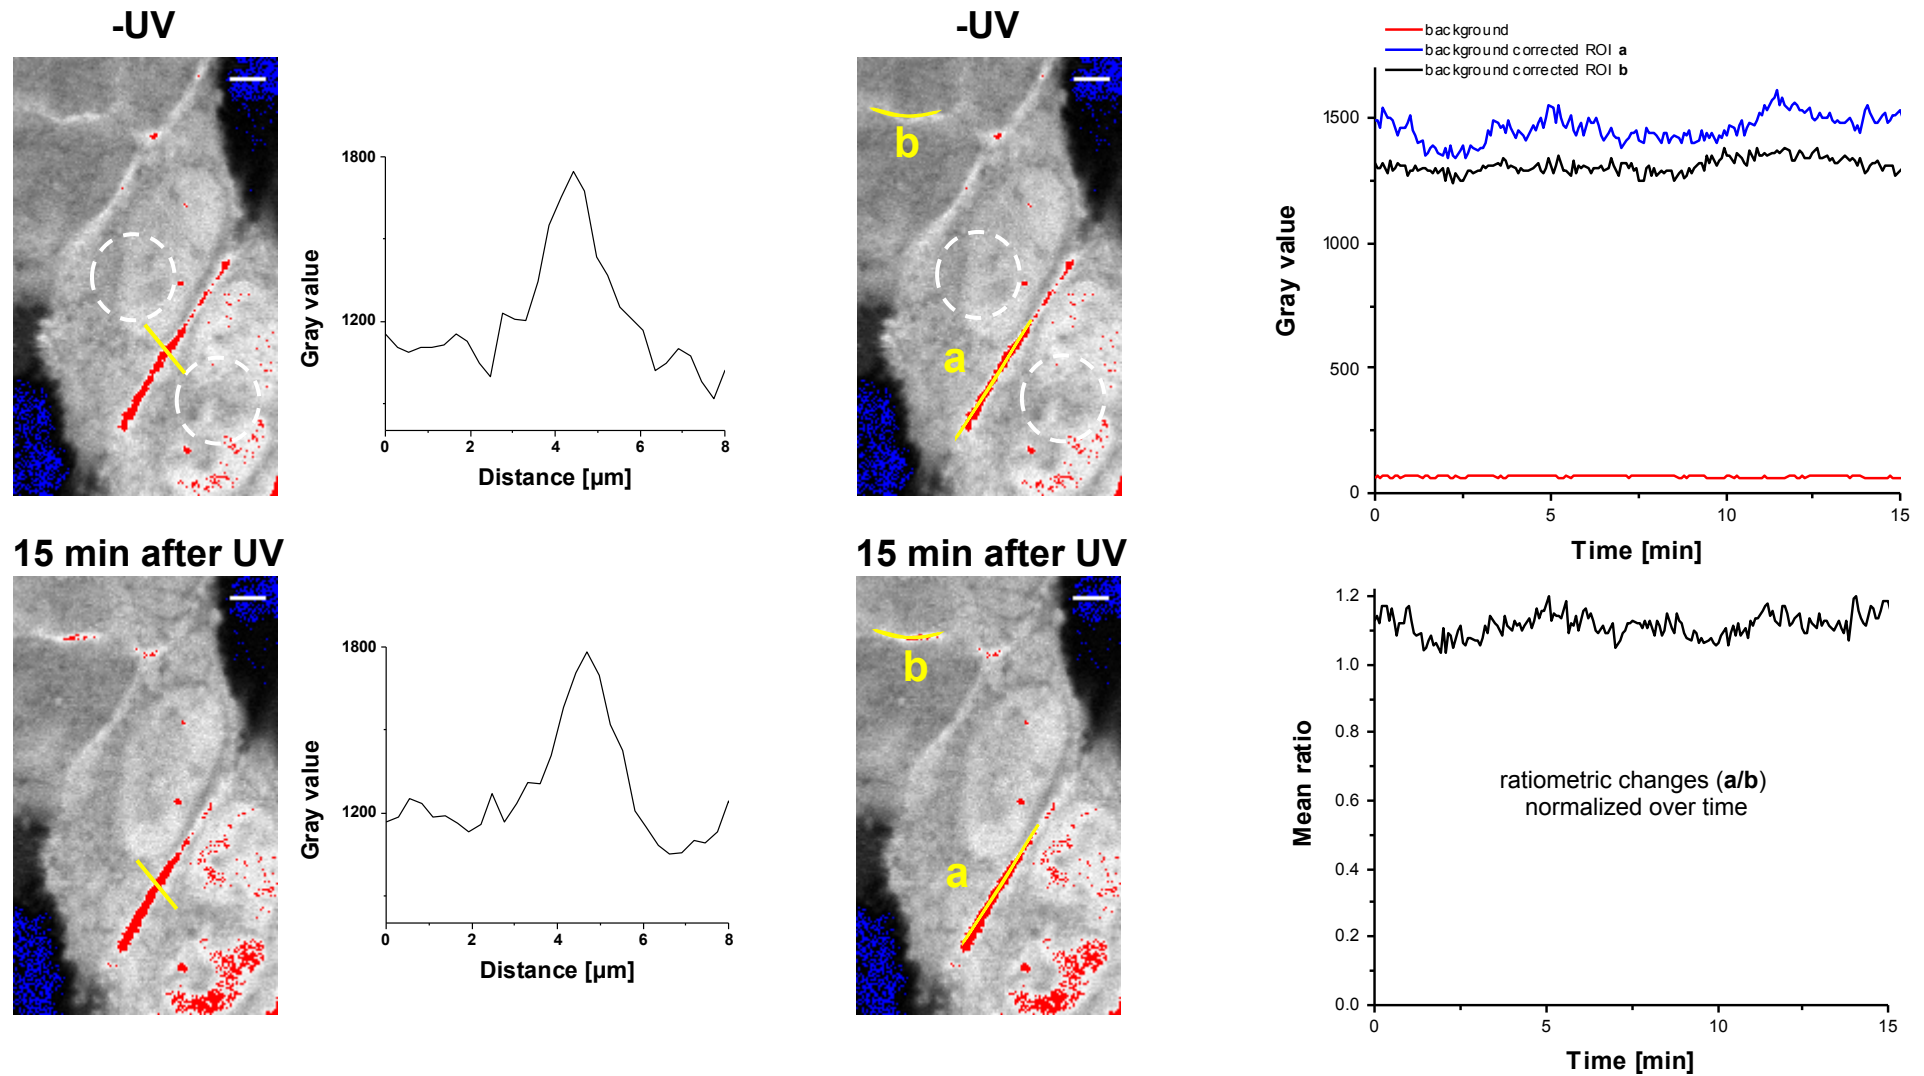 -UV
1800
1200
Gray value
0 2 4 6 8
Distance [µm]
-UV
b
a
background
background corrected ROI a
background corrected ROI b
1500
1000
500
0
Gray value
0 5 10 15
Time [min]
15 min after UV
1800
1200
Gray value
0 2 4 6 8
Distance [µm]
15 min after UV
b
a
1.2
1.0
0.8
0.6
0.4
0.2
0.0
Mean ratio
ratiometric changes (a/b)
normalized over time
0 5 10 15
Time [min]